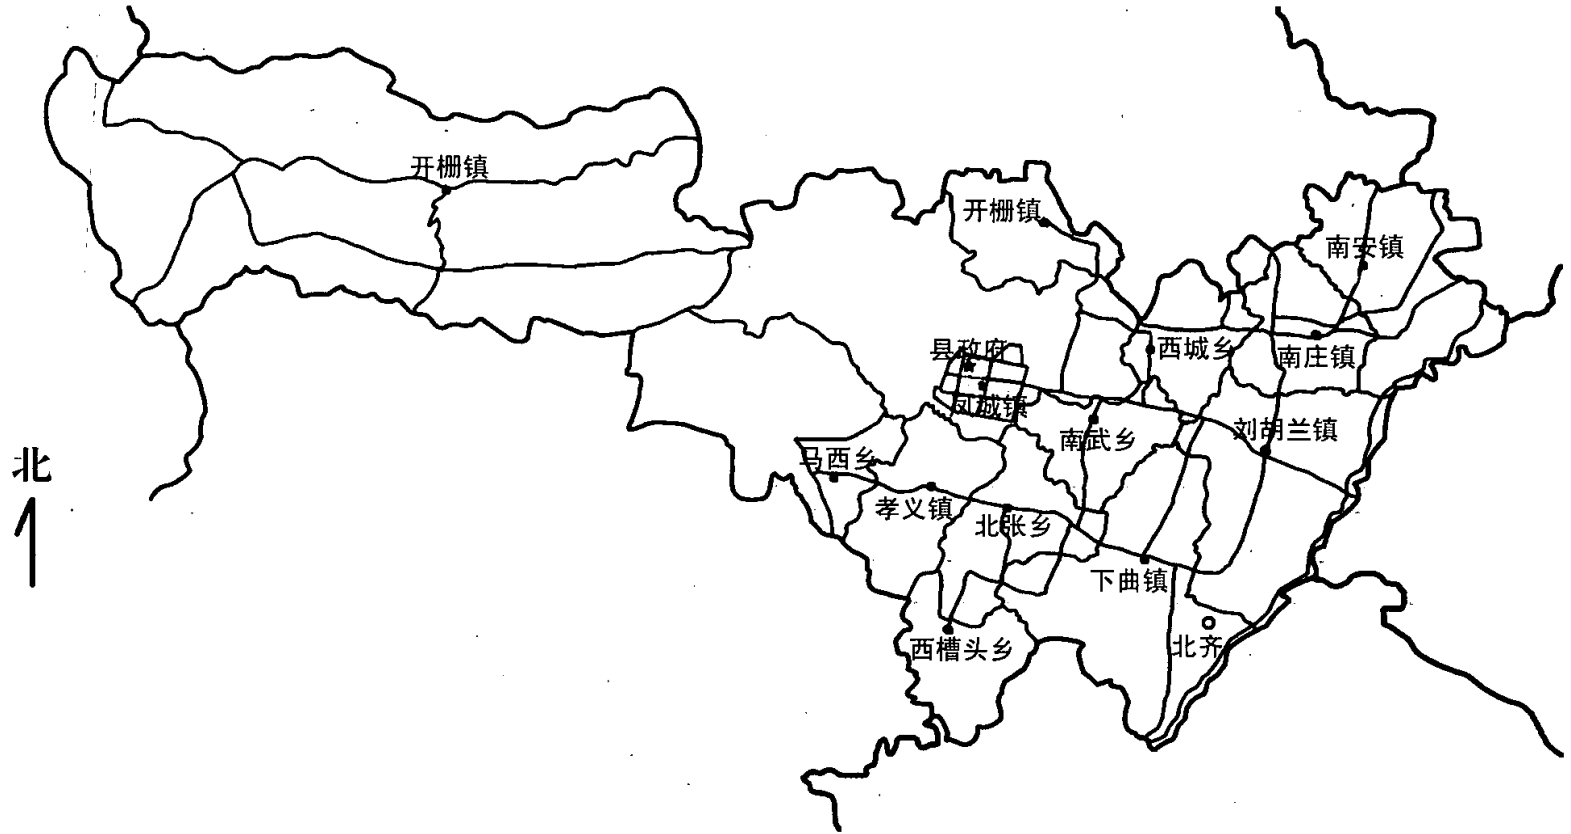 开栅镇
开栅镇
南安镇
县政府
西城乡
南庄镇
凤城镇
南武乡
刘胡兰镇
北
马西乡
孝义镇
北张乡
下曲镇
西槽头乡
北齐